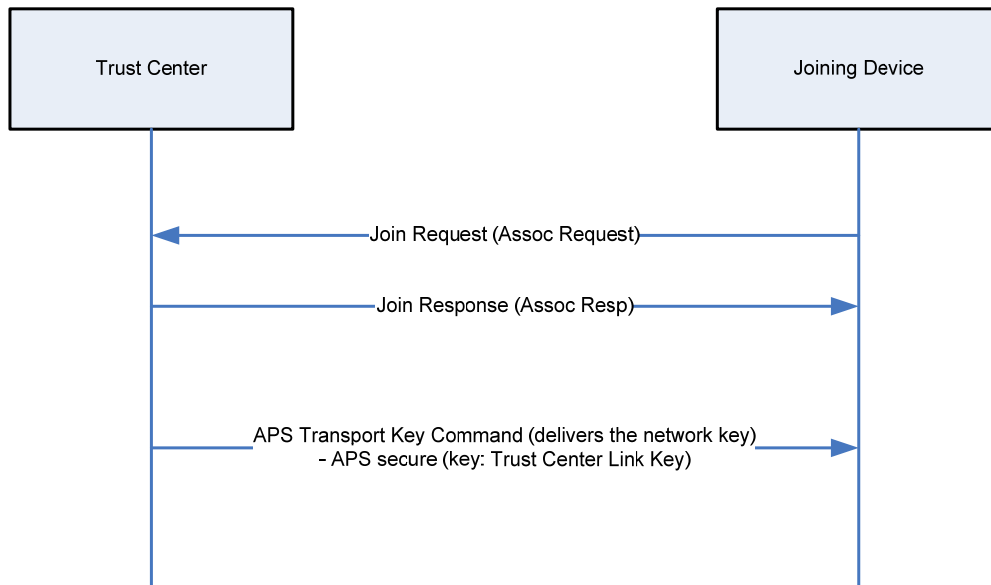 Trust Center
Joining Device
Join Request (Assoc Request)
Join Response (Assoc Resp)
APS Transport Key Command (delivers the network key)
- APS secure (key: Trust Center Link Key)